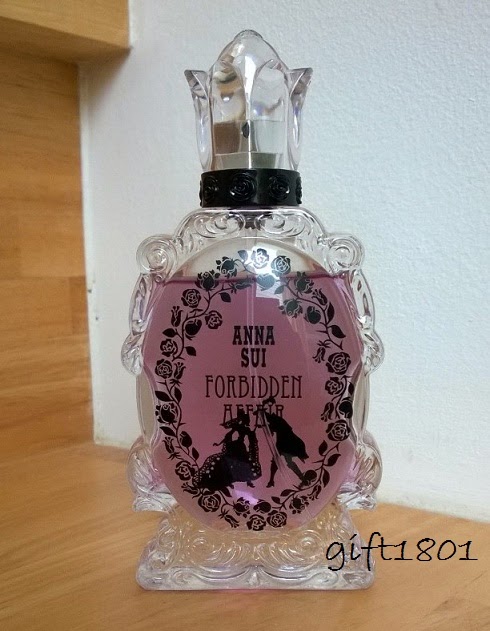 ANNA
SUI
FORBIDDEN
AFFAIR
gift1801